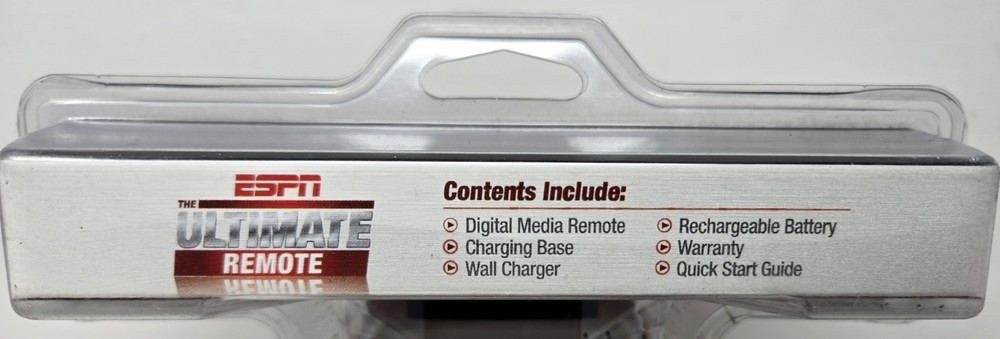 ESPN
THE
ULTIMATE
REMOTE
Contents Include:
Digital Media Remote
Charging Base
Wall Charger
Rechargeable Battery
Warranty
Quick Start Guide